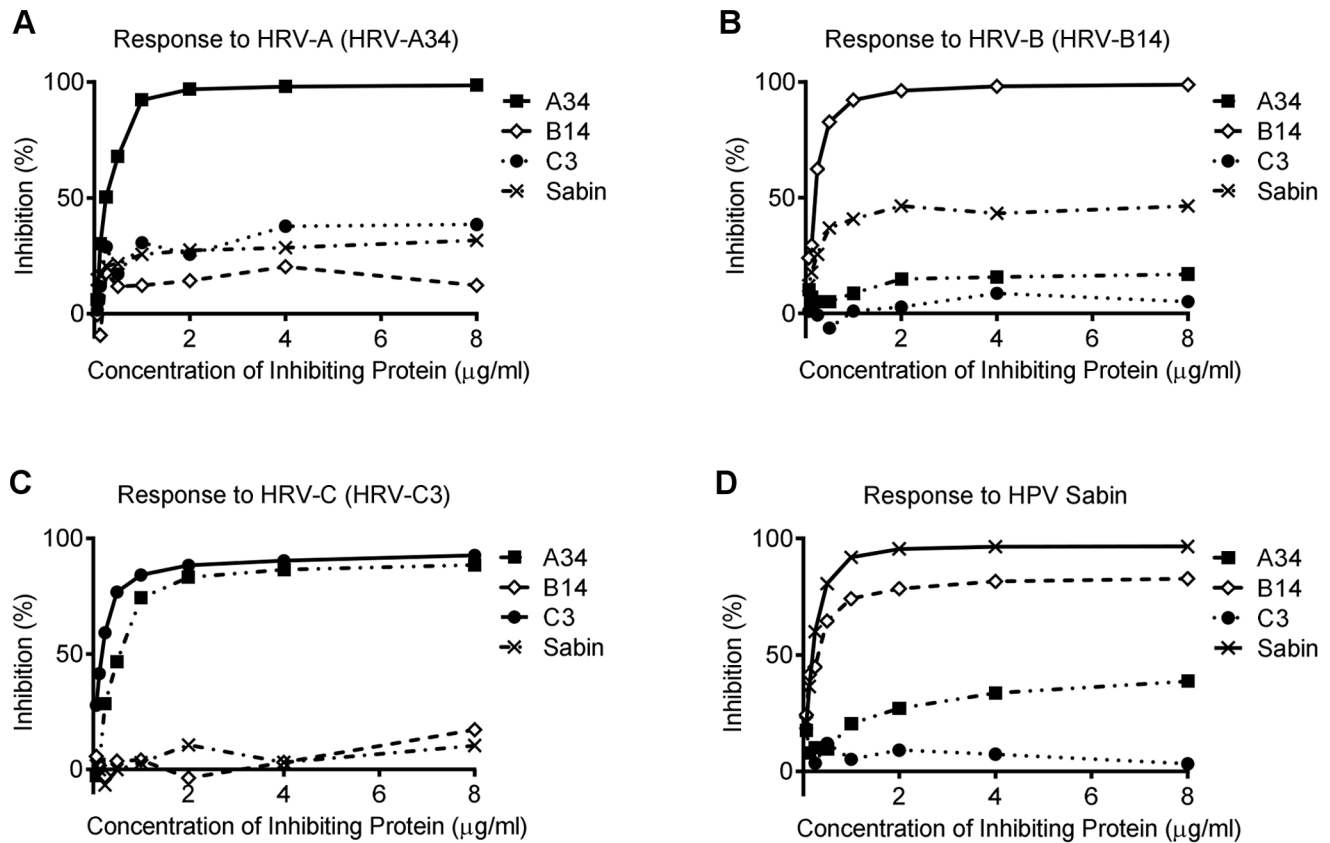 A
Response to HRV-A (HRV-A34)
100
50
0
2
4
6
8
Inhibition (%)
Concentration of Inhibiting Protein (μg/ml)
A34
B14
C3
Sabin
B
Response to HRV-B (HRV-B14)
100
50
0
2
4
6
8
Inhibition (%)
Concentration of Inhibiting Protein (μg/ml)
A34
B14
C3
Sabin
C
Response to HRV-C (HRV-C3)
100
50
0
2
4
6
8
Inhibition (%)
Concentration of Inhibiting Protein (μg/ml)
A34
B14
C3
Sabin
D
Response to HPV Sabin
100
50
0
2
4
6
8
Inhibition (%)
Concentration of Inhibiting Protein (μg/ml)
A34
B14
C3
Sabin